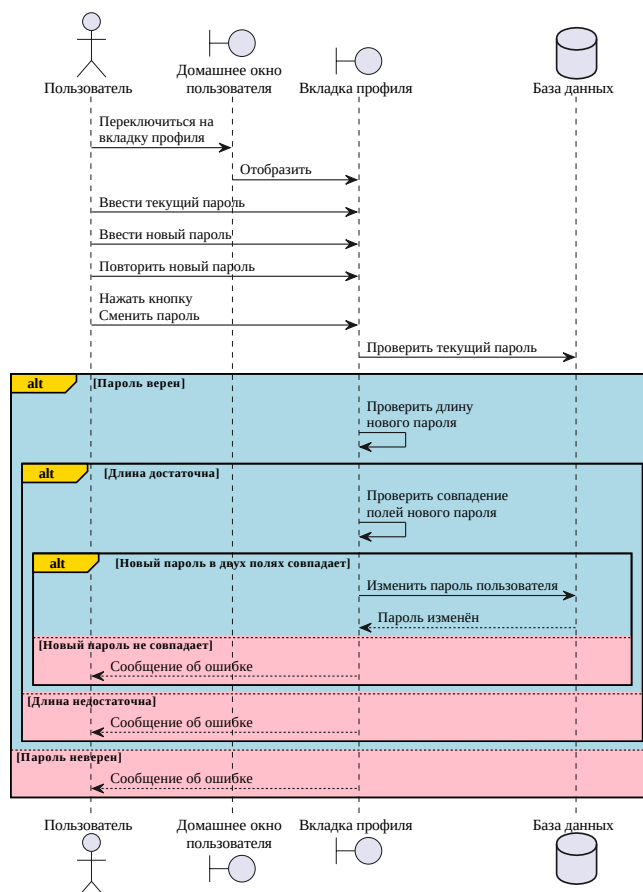 Пользователь
Домашнее окно
пользователя
Вкладка профиля
База данных
Переключиться на
вкладку профиля
Отобразить
Ввести текущий пароль
Ввести новый пароль
Повторить новый пароль
Нажать кнопку
Сменить пароль
Проверить текущий пароль
alt [Пароль верен]
Проверить длину
нового пароля
alt [Длина достаточна]
Проверить совпадение
полей нового пароля
alt [Новый пароль в двух полях совпадает]
Изменить пароль пользователя
Пароль изменён
[Новый пароль не совпадает]
Сообщение об ошибке
[Длина недостаточна]
Сообщение об ошибке
[Пароль неверен]
Сообщение об ошибке
Пользователь
Домашнее окно
пользователя
Вкладка профиля
База данных